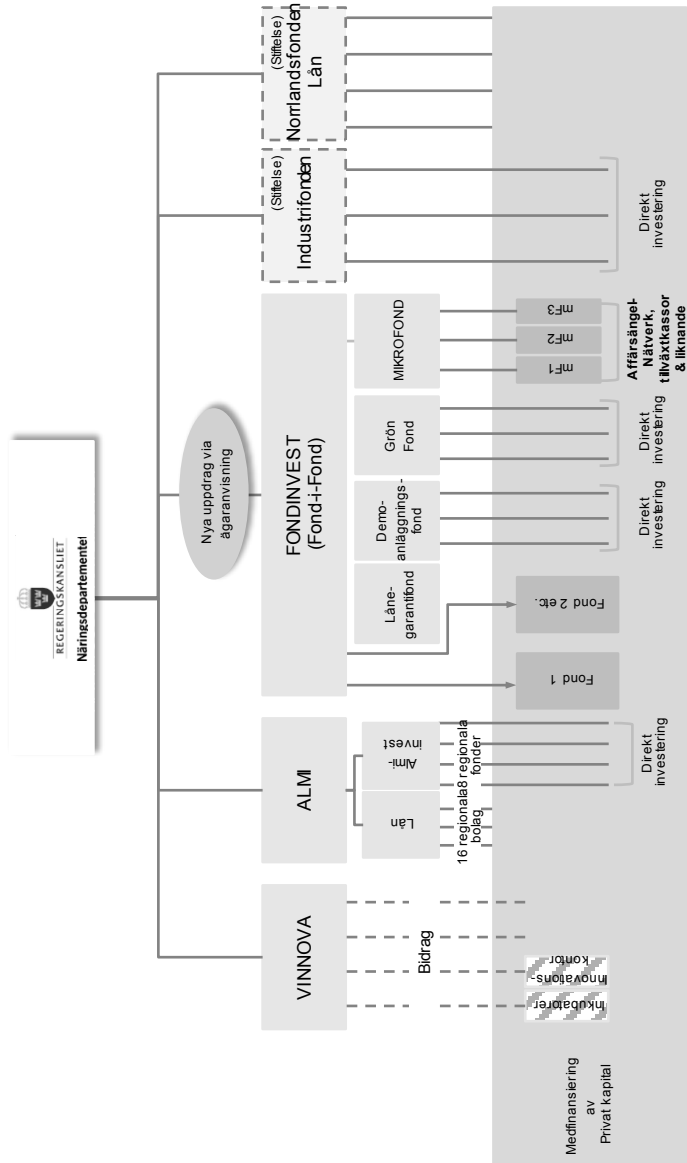 REGERINGSKANSLIET
Näringsdepartementet
Nya uppdrag via
ägaranvisning
VINNOVA
ALMI
FONDINVEST
(Fond-i-Fond)
(Stiftelse)
Industrifonden
(Stiftelse)
Norrlandsfonden
Lån
Lån
Almi-
invest
Låne-
garantifond
Demo-
anläggnings-
fond
Grön
Fond
MIKROFOND
Bidrag
16 regionala
bolag
8 regionala
fonder
Inkubatorer
Innovations-
kontor
Fond 1
Fond 2 etc.
mF1
mF2
mF3
Direkt
investering
Direkt
investering
Direkt
investering
Affärsängel-
Nätverk,
tillväxtkassor
& liknande
Direkt
investering
Medfinansiering
av
Privat kapital